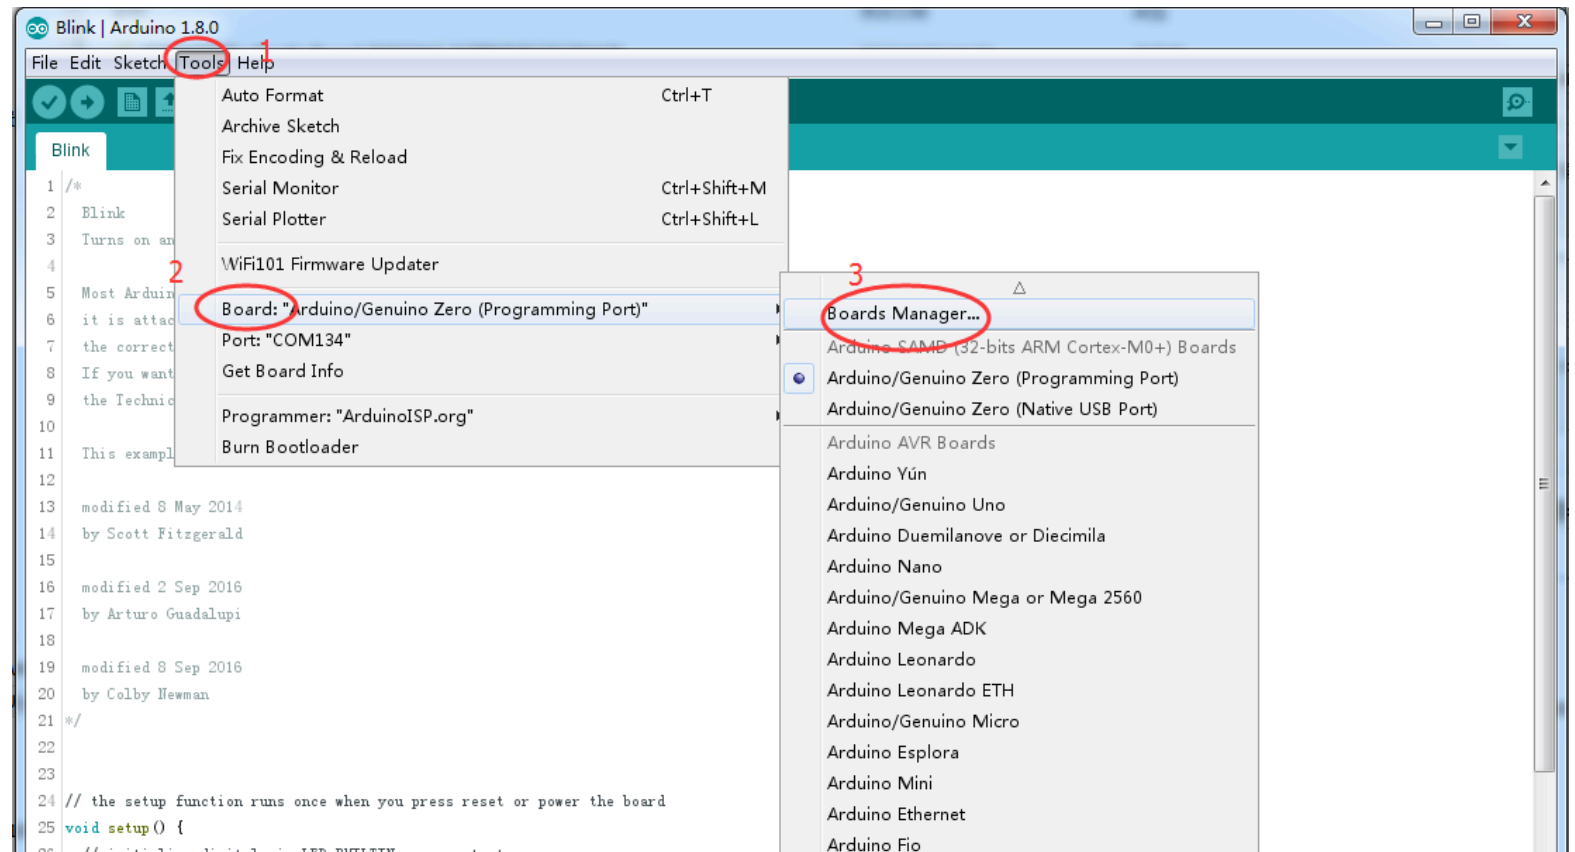 Blink | Arduino 1.8.0
1
File Edit Sketch Tools Help
Auto Format Ctrl+T
Archive Sketch
Blink
Fix Encoding & Reload
1 /*
Serial Monitor Ctrl+Shift+M
2 Blink
Serial Plotter Ctrl+Shift+L
3 Turns on an
4
2
WiFi101 Firmware Updater
3
5 Most Arduin
Board: "Arduino/Genuino Zero (Programming Port)"
Boards Manager...
6 it is attac
Port: "COM134"
7 the correct
Arduino SAMD (32-bits ARM Cortex-M0+) Boards
8 If you want
Get Board Info
Arduino/Genuino Zero (Programming Port)
9 the Technic
Arduino/Genuino Zero (Native USB Port)
Programmer: "ArduinoISP.org"
10
Arduino AVR Boards
Burn Bootloader
11 This exampl
Arduino Yún
12
Arduino/Genuino Uno
13 modified 8 May 2014
14 by Scott Fitzgerald
Arduino Duemilanove or Diecimila
15
Arduino Nano
16 modified 2 Sep 2016
Arduino/Genuino Mega or Mega 2560
17 by Arturo Guadalupi
Arduino Mega ADK
18
Arduino Leonardo
19 modified 8 Sep 2016
20 by Colby Newman
Arduino Leonardo ETH
21 */
Arduino/Genuino Micro
22
Arduino Esplora
23
Arduino Mini
24 // the setup function runs once when you press reset or power the board
Arduino Ethernet
25 void setup() {
Arduino Fio